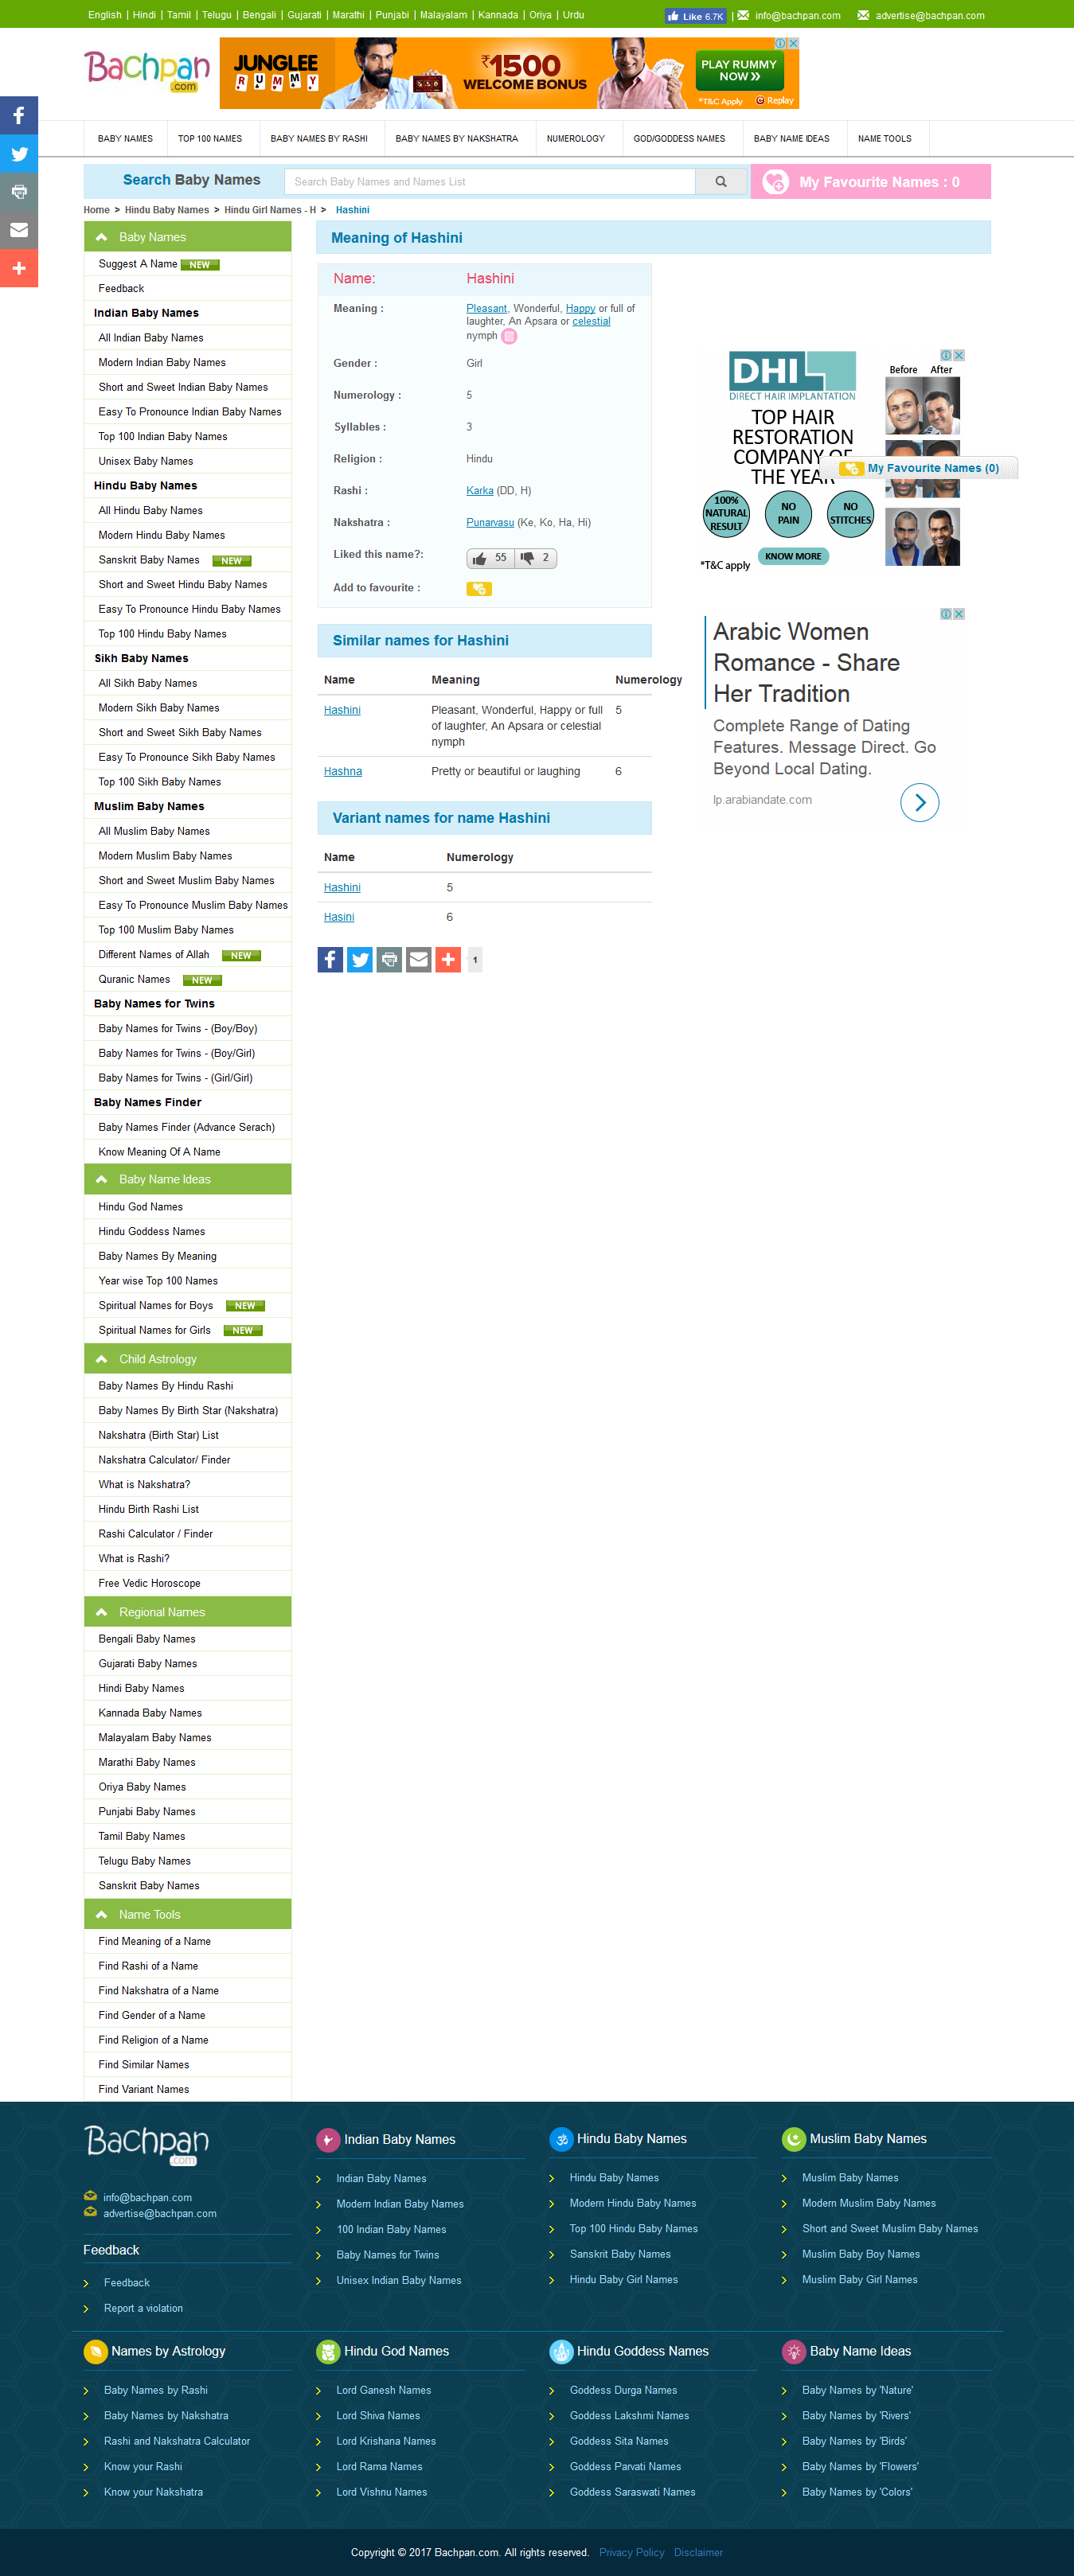 English | Hindi | Tamil | Telugu | Bengali | Gujarati | Marathi | Punjabi | Malayalam | Kannada | Oriya | Urdu
Like 6.7K | info@bachpan.com advertise@bachpan.com
Bachpan.com
JUNGLEE RUMMY
₹1500 WELCOME BONUS
PLAY RUMMY NOW »
*T&C Apply Replay
BABY NAMES TOP 100 NAMES BABY NAMES BY RASHI BABY NAMES BY NAKSHATRA NUMEROLOGY GOD/GODDESS NAMES BABY NAME IDEAS NAME TOOLS
Search Baby Names Search Baby Names and Names List My Favourite Names : 0
Home > Hindu Baby Names > Hindu Girl Names - H > Hashini
Baby Names
Suggest A Name NEW
Feedback
Indian Baby Names
All Indian Baby Names
Modern Indian Baby Names
Short and Sweet Indian Baby Names
Easy To Pronounce Indian Baby Names
Top 100 Indian Baby Names
Unisex Baby Names
Hindu Baby Names
All Hindu Baby Names
Modern Hindu Baby Names
Sanskrit Baby Names NEW
Short and Sweet Hindu Baby Names
Easy To Pronounce Hindu Baby Names
Top 100 Hindu Baby Names
Sikh Baby Names
All Sikh Baby Names
Modern Sikh Baby Names
Short and Sweet Sikh Baby Names
Easy To Pronounce Sikh Baby Names
Top 100 Sikh Baby Names
Muslim Baby Names
All Muslim Baby Names
Modern Muslim Baby Names
Short and Sweet Muslim Baby Names
Easy To Pronounce Muslim Baby Names
Top 100 Muslim Baby Names
Different Names of Allah NEW
Quranic Names NEW
Baby Names for Twins
Baby Names for Twins - (Boy/Boy)
Baby Names for Twins - (Boy/Girl)
Baby Names for Twins - (Girl/Girl)
Baby Names Finder
Baby Names Finder (Advance Serach)
Know Meaning Of A Name
Baby Name Ideas
Hindu God Names
Hindu Goddess Names
Baby Names By Meaning
Year wise Top 100 Names
Spiritual Names for Boys NEW
Spiritual Names for Girls NEW
Child Astrology
Baby Names By Hindu Rashi
Baby Names By Birth Star (Nakshatra)
Nakshatra (Birth Star) List
Nakshatra Calculator/ Finder
What is Nakshatra?
Hindu Birth Rashi List
Rashi Calculator / Finder
What is Rashi?
Free Vedic Horoscope
Regional Names
Bengali Baby Names
Gujarati Baby Names
Hindi Baby Names
Kannada Baby Names
Malayalam Baby Names
Marathi Baby Names
Oriya Baby Names
Punjabi Baby Names
Tamil Baby Names
Telugu Baby Names
Sanskrit Baby Names
Name Tools
Find Meaning of a Name
Find Rashi of a Name
Find Nakshatra of a Name
Find Gender of a Name
Find Religion of a Name
Find Similar Names
Find Variant Names
Meaning of Hashini
Name: Hashini
Meaning : Pleasant, Wonderful, Happy or full of
laughter, An Apsara or celestial
nymph
Gender : Girl
Numerology : 5
Syllables : 3
Religion : Hindu
Rashi : Karka (DD, H)
Nakshatra : Punarvasu (Ke, Ko, Ha, Hi)
Liked this name?: 55 2
Add to favourite :
Similar names for Hashini
Name Meaning Numerology
Hashini Pleasant, Wonderful, Happy or full 5
of laughter, An Apsara or celestial
nymph
Hashna Pretty or beautiful or laughing 6
Variant names for name Hashini
Name Numerology
Hashini 5
Hasini 6
1
DHI
DIRECT HAIR IMPLANTATION
Before After
TOP HAIR
RESTORATION
COMPANY OF
THE YEAR
My Favourite Names (0)
100% NATURAL RESULT
NO PAIN
NO STITCHES
KNOW MORE
*T&C apply
Arabic Women
Romance - Share
Her Tradition
Complete Range of Dating
Features. Message Direct. Go
Beyond Local Dating.
lp.arabiandate.com
Bachpan.com
info@bachpan.com
advertise@bachpan.com
Feedback
Feedback
Report a violation
Indian Baby Names
Indian Baby Names
Modern Indian Baby Names
100 Indian Baby Names
Baby Names for Twins
Unisex Indian Baby Names
Hindu Baby Names
Hindu Baby Names
Modern Hindu Baby Names
Top 100 Hindu Baby Names
Sanskrit Baby Names
Hindu Baby Girl Names
Muslim Baby Names
Muslim Baby Names
Modern Muslim Baby Names
Short and Sweet Muslim Baby Names
Muslim Baby Boy Names
Muslim Baby Girl Names
Names by Astrology
Baby Names by Rashi
Baby Names by Nakshatra
Rashi and Nakshatra Calculator
Know your Rashi
Know your Nakshatra
Hindu God Names
Lord Ganesh Names
Lord Shiva Names
Lord Krishana Names
Lord Rama Names
Lord Vishnu Names
Hindu Goddess Names
Goddess Durga Names
Goddess Lakshmi Names
Goddess Sita Names
Goddess Parvati Names
Goddess Saraswati Names
Baby Name Ideas
Baby Names by 'Nature'
Baby Names by 'Rivers'
Baby Names by 'Birds'
Baby Names by 'Flowers'
Baby Names by 'Colors'
Copyright © 2017 Bachpan.com. All rights reserved. Privacy Policy Disclaimer